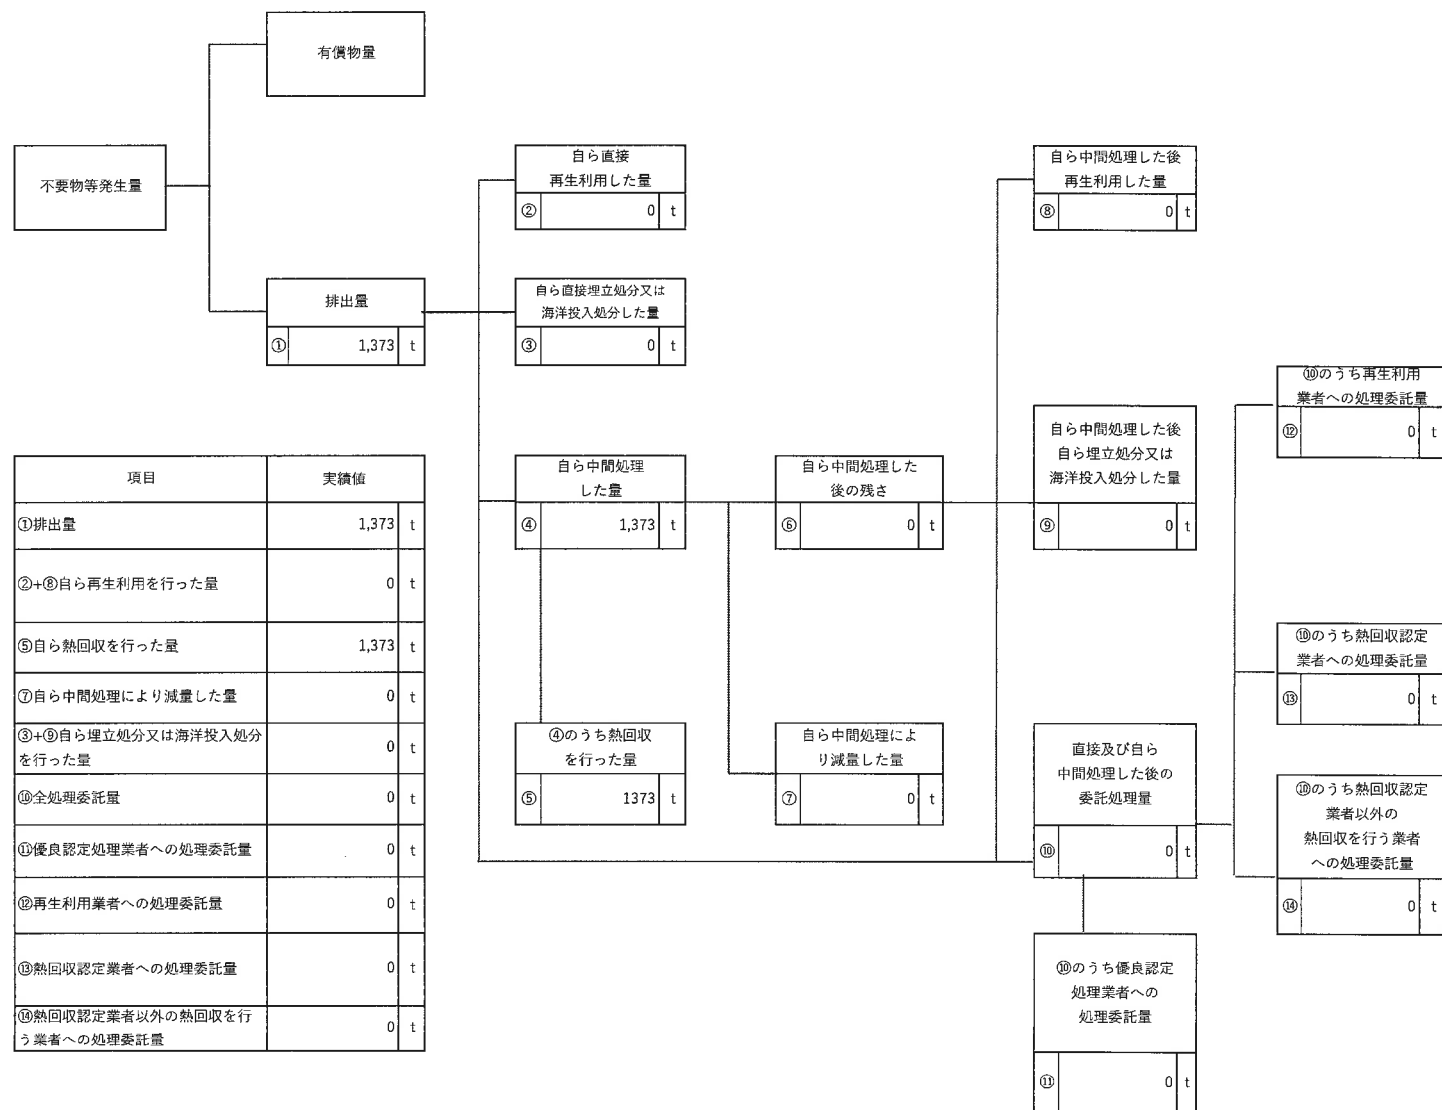 有償物量
不要物等発生量
排出量
① 1,373 t
自ら直接
再生利用した量
② 0 t
自ら直接埋立処分又は
海洋投入処分した量
③ 0 t
自ら中間処理
した量
④ 1,373 t
④のうち熱回収
を行った量
⑤ 1373 t
自ら中間処理した
後の残さ
⑥ 0 t
自ら中間処理によ
り減量した量
⑦ 0 t
自ら中間処理した後
再生利用した量
⑧ 0 t
自ら中間処理した後
自ら埋立処分又は
海洋投入処分した量
⑨ 0 t
直接及び自ら
中間処理した後の
委託処理量
⑩ 0 t
⑩のうち優良認定
処理業者への
処理委託量
⑪ 0 t
⑩のうち再生利用
業者への処理委託量
⑫ 0 t
⑩のうち熱回収認定
業者への処理委託量
⑬ 0 t
⑩のうち熱回収認定
業者以外の
熱回収を行う業者
への処理委託量
⑭ 0 t
項目 実績値
①排出量 1,373 t
②+⑧自ら再生利用を行った量 0 t
⑤自ら熱回収を行った量 1,373 t
⑦自ら中間処理により減量した量 0 t
③+⑨自ら埋立処分又は海洋投入処分
を行った量 0 t
⑩全処理委託量 0 t
⑪優良認定処理業者への処理委託量 0 t
⑫再生利用業者への処理委託量 0 t
⑬熱回収認定業者への処理委託量 0 t
⑭熱回収認定業者以外の熱回収を行
う業者への処理委託量 0 t